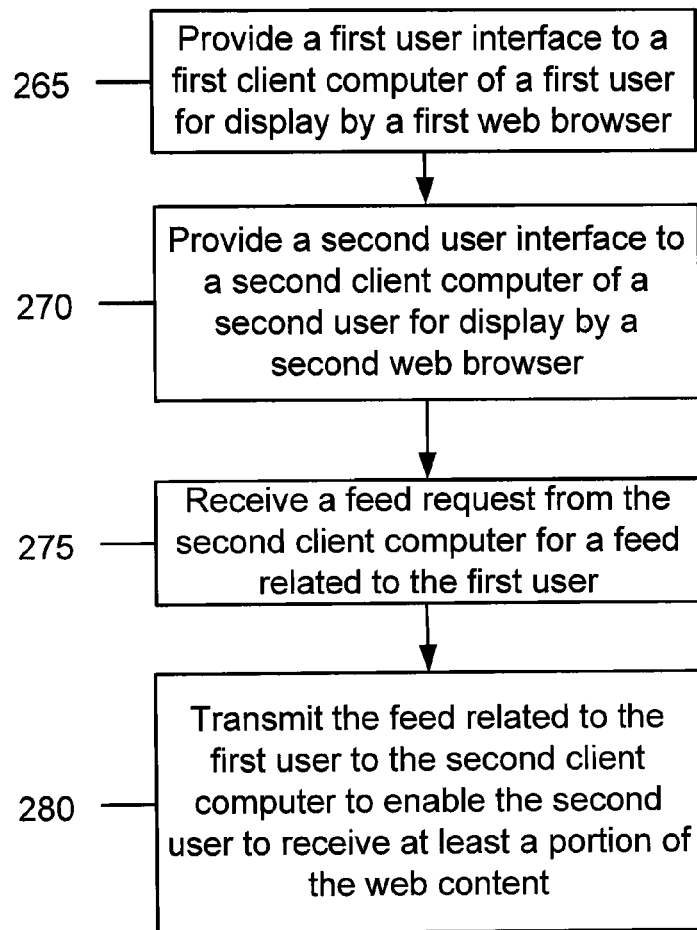 Provide a first user interface to a
265
first client computer of a first user
for display by a first web browser
Provide a second user interface to
a second client computer of a
270
second user for display by a
second web browser
Receive a feed request from the
275
second client computer for a feed
related to the first user
Transmit the feed related to the
first user to the second client
280
computer to enable the second
user to receive at least a portion of
the web content